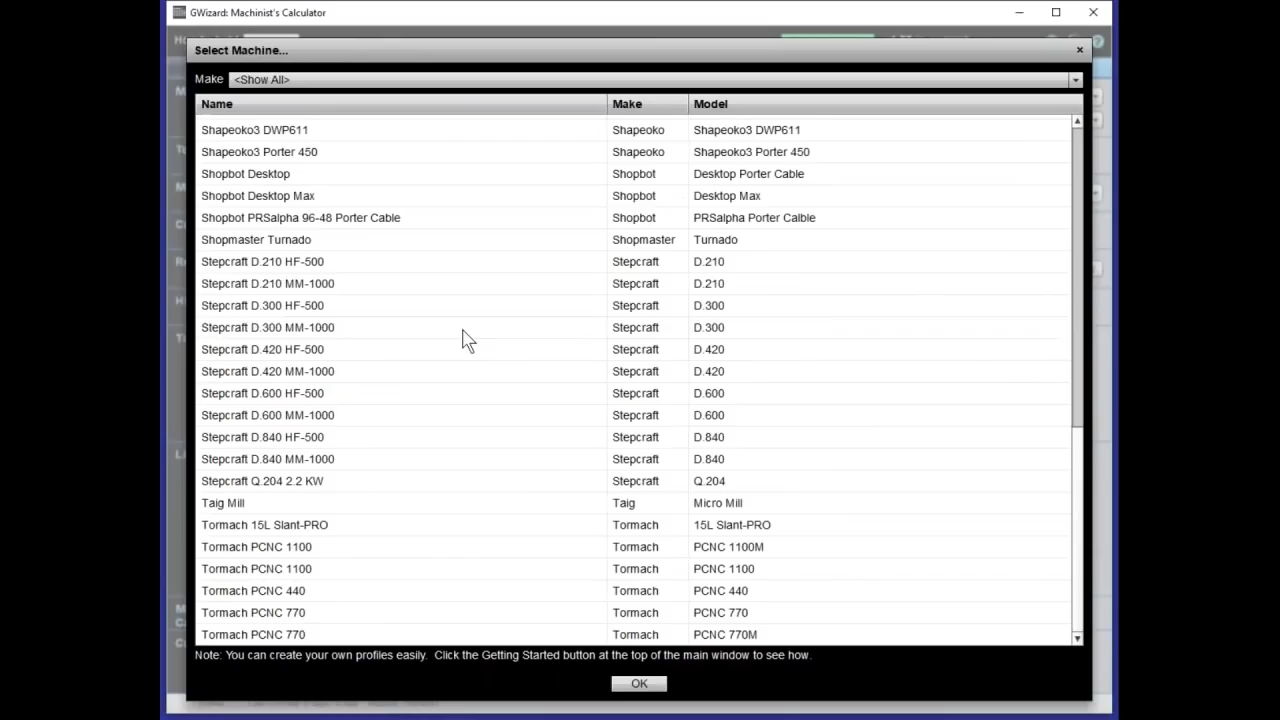 GWizard: Machinist's Calculator
Select Machine...
Make <Show All>
Name Make Model
Shapeoko3 DWP611 Shapeoko Shapeoko3 DWP611
Shapeoko3 Porter 450 Shapeoko Shapeoko3 Porter 450
Shopbot Desktop Shopbot Desktop Porter Cable
Shopbot Desktop Max Shopbot Desktop Max
Shopbot PRSalpha 96-48 Porter Cable Shopbot PRSalpha Porter Calble
Shopmaster Turnado Shopmaster Turnado
Stepcraft D.210 HF-500 Stepcraft D.210
Stepcraft D.210 MM-1000 Stepcraft D.210
Stepcraft D.300 HF-500 Stepcraft D.300
Stepcraft D.300 MM-1000 Stepcraft D.300
Stepcraft D.420 HF-500 Stepcraft D.420
Stepcraft D.420 MM-1000 Stepcraft D.420
Stepcraft D.600 HF-500 Stepcraft D.600
Stepcraft D.600 MM-1000 Stepcraft D.600
Stepcraft D.840 HF-500 Stepcraft D.840
Stepcraft D.840 MM-1000 Stepcraft D.840
Stepcraft Q.204 2.2 KW Stepcraft Q.204
Taig Mill Taig Micro Mill
Tormach 15L Slant-PRO Tormach 15L Slant-PRO
Tormach PCNC 1100 Tormach PCNC 1100M
Tormach PCNC 1100 Tormach PCNC 1100
Tormach PCNC 440 Tormach PCNC 440
Tormach PCNC 770 Tormach PCNC 770
Tormach PCNC 770 Tormach PCNC 770M
Note: You can create your own profiles easily. Click the Getting Started button at the top of the main window to see how.
OK